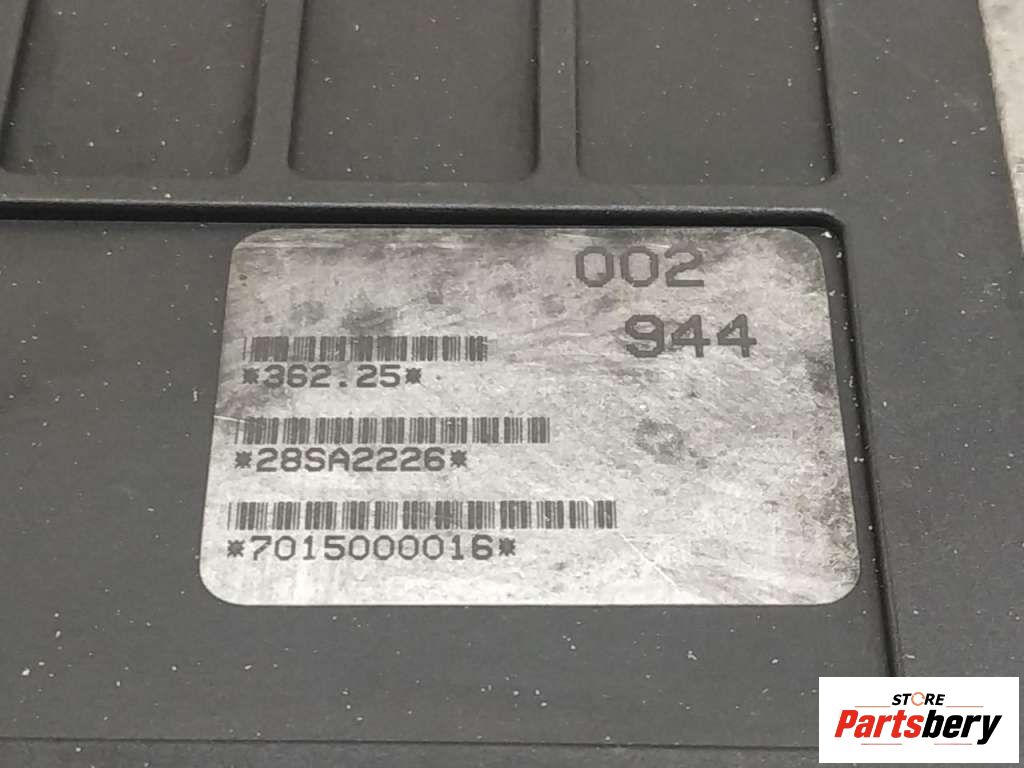 002
944
*362.25*
*28SA2226*
*7015000016*
STORE
Partsbery